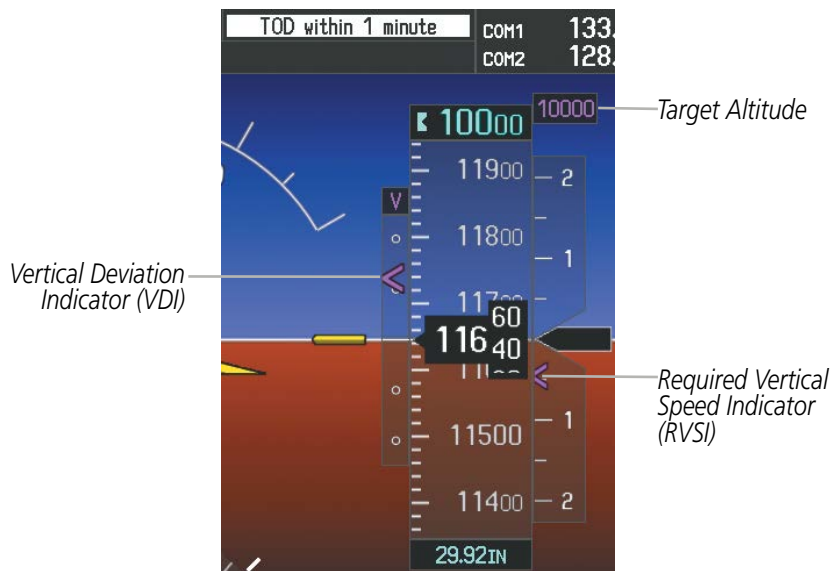 TOD within 1 minute
COM1 133.
COM2 128.
10000
Target Altitude
1000
11900
2
V
11800
1
Vertical Deviation
Indicator (VDI)
116
60
40
Required Vertical
Speed Indicator
(RVSI)
1
11500
11400
2
29.92IN